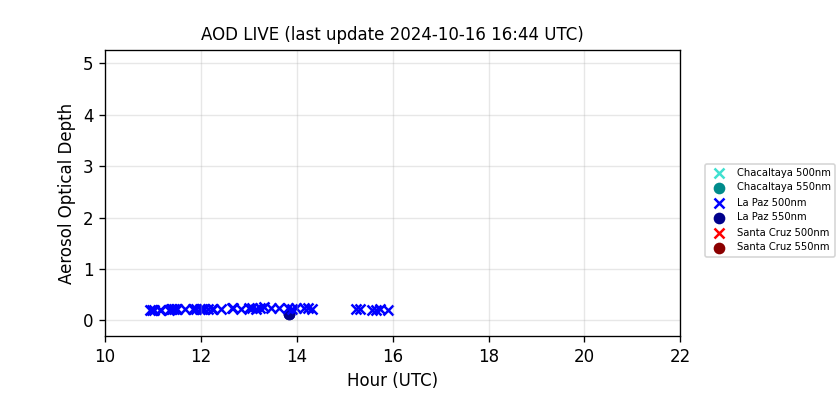 AOD LIVE (last update 2024-10-16 16:44 UTC)
5
4
3
2
1
0
Aerosol Optical Depth
10 12 14 16 18 20 22
Hour (UTC)
Chacaltaya 500nm
Chacaltaya 550nm
La Paz 500nm
La Paz 550nm
Santa Cruz 500nm
Santa Cruz 550nm